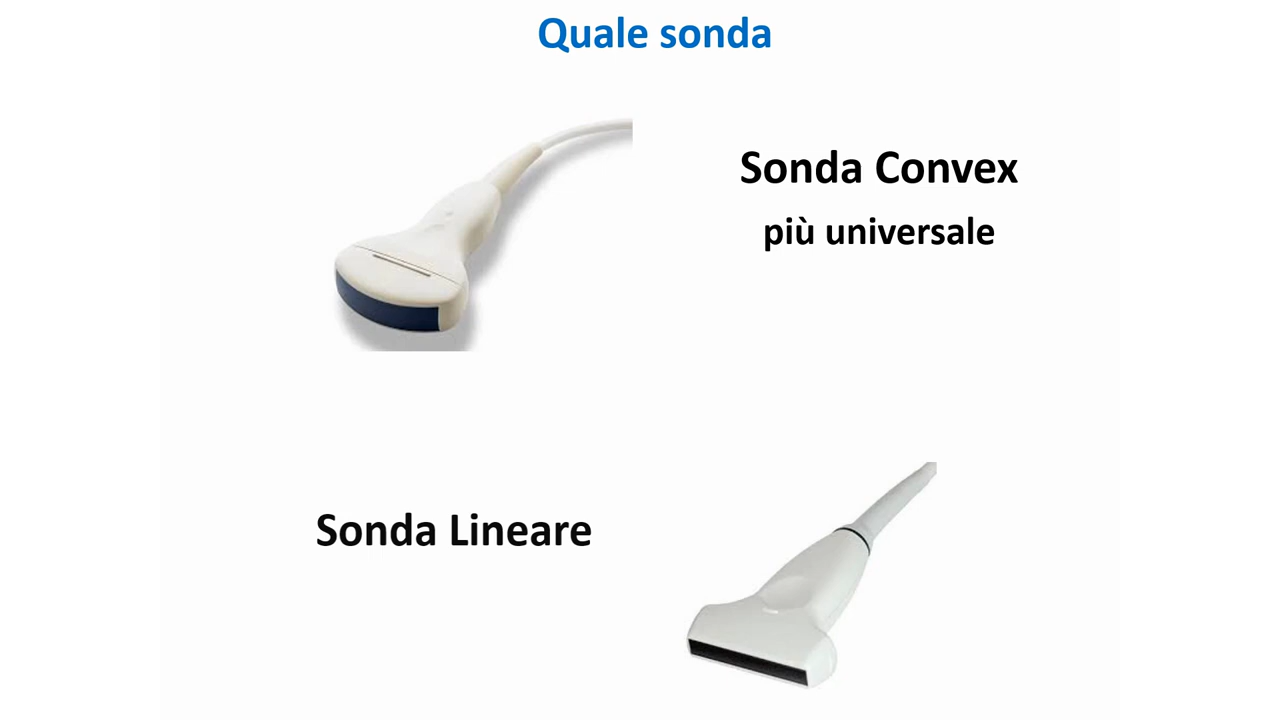 Quale sonda
Sonda Convex
più universale
Sonda Lineare